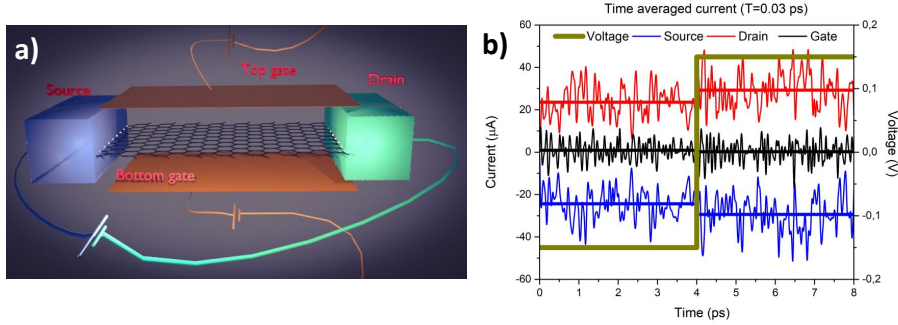 a)
Top gate
Source
Drain
Bottom gate
b)
Time averaged current (T=0.03 ps)
Voltage Source Drain Gate
60
40
20
0
-20
-40
-60
Current (μA)
0,2
0,1
0,0
-0,1
-0,2
Voltage (V)
0 1 2 3 4 5 6 7 8
Time (ps)